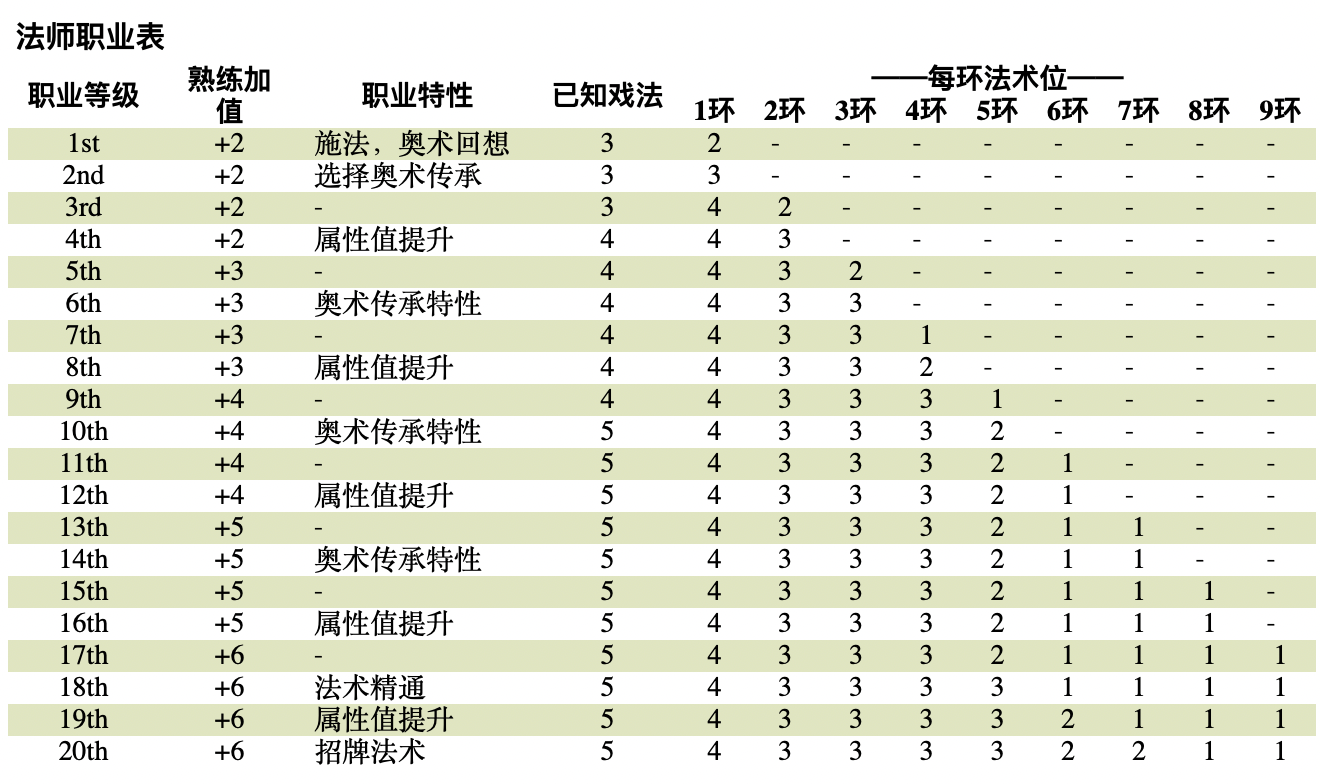 法师职业表
——每环法术位——
职业等级 熟练加值 职业特性 已知戏法 1环 2环 3环 4环 5环 6环 7环 8环 9环
1st +2 施法，奥术回想 3 2 - - - - - - - -
2nd +2 选择奥术传承 3 3 - - - - - - - -
3rd +2 - 3 4 2 - - - - - - -
4th +2 属性值提升 4 4 3 - - - - - - -
5th +3 - 4 4 3 2 - - - - - -
6th +3 奥术传承特性 4 4 3 3 - - - - - -
7th +3 - 4 4 3 3 1 - - - - -
8th +3 属性值提升 4 4 3 3 2 - - - - -
9th +4 - 4 4 3 3 3 1 - - - -
10th +4 奥术传承特性 5 4 3 3 3 2 - - - -
11th +4 - 5 4 3 3 3 2 1 - - -
12th +4 属性值提升 5 4 3 3 3 2 1 - - -
13th +5 - 5 4 3 3 3 2 1 1 - -
14th +5 奥术传承特性 5 4 3 3 3 2 1 1 - -
15th +5 - 5 4 3 3 3 2 1 1 1 -
16th +5 属性值提升 5 4 3 3 3 2 1 1 1 -
17th +6 - 5 4 3 3 3 2 1 1 1 1
18th +6 法术精通 5 4 3 3 3 3 1 1 1 1
19th +6 属性值提升 5 4 3 3 3 3 2 1 1 1
20th +6 招牌法术 5 4 3 3 3 3 2 2 1 1